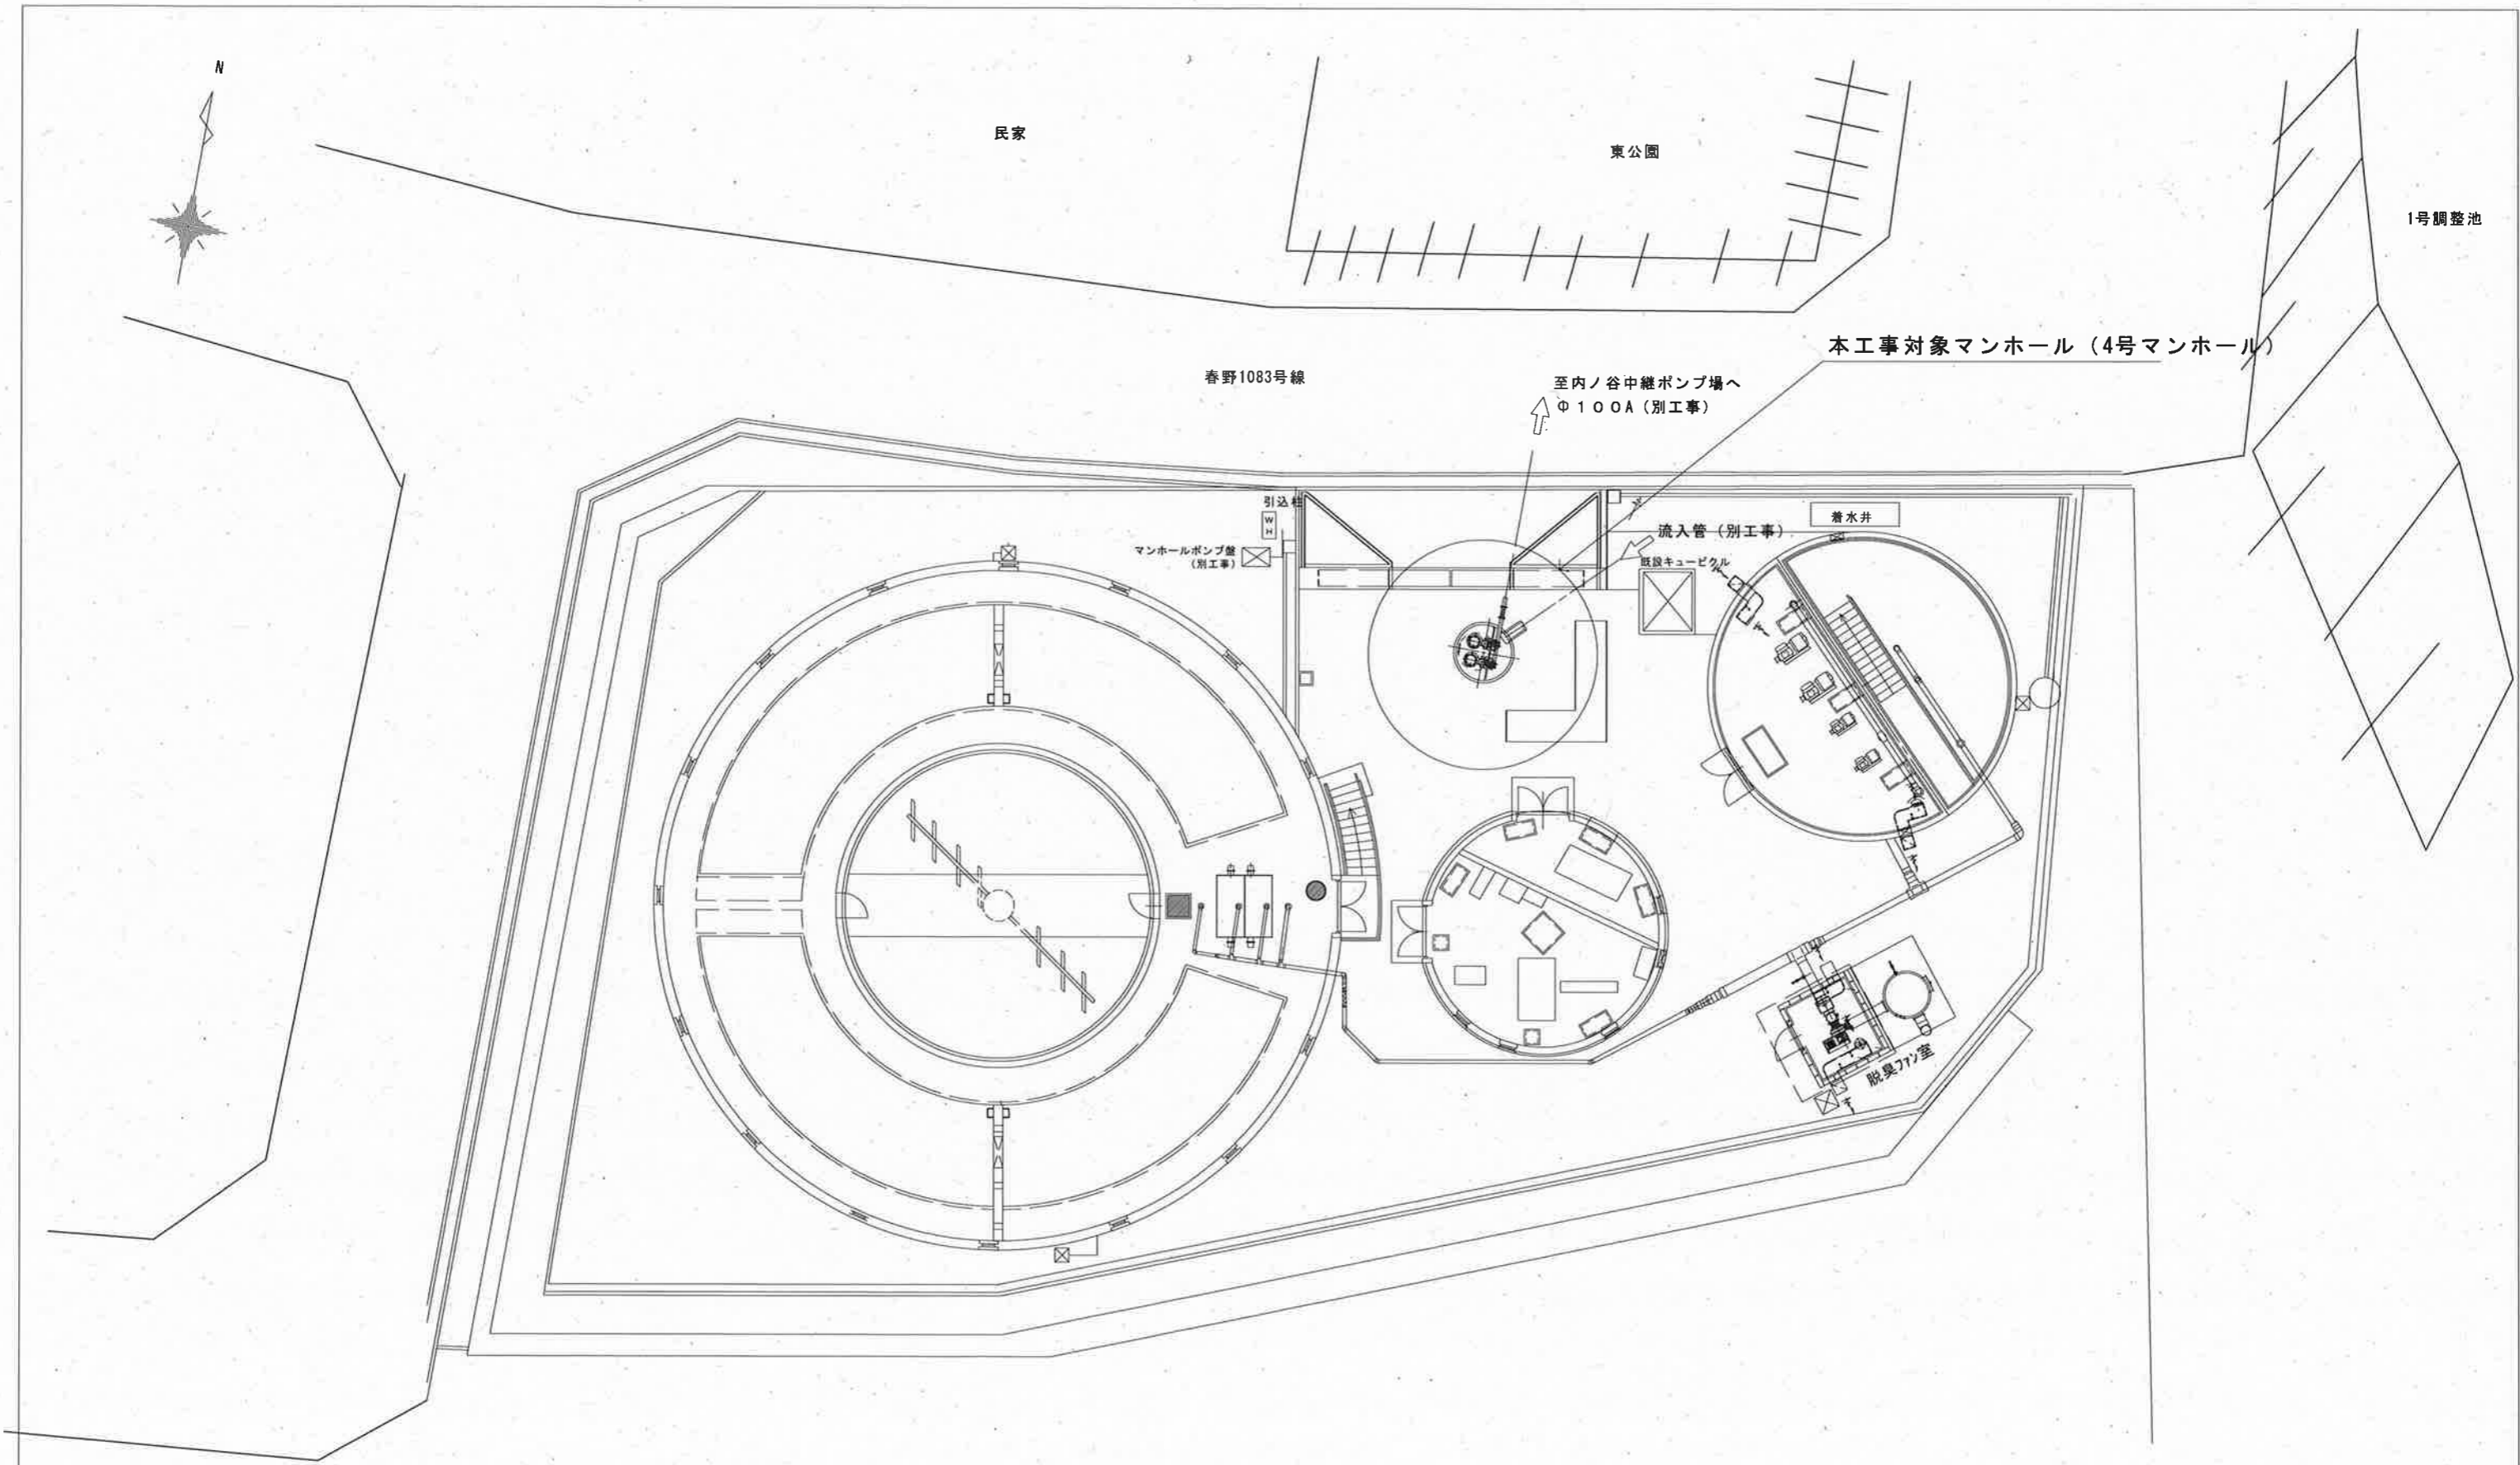 N
民家
東公園
1号調整池
本工事対象マンホール（4号マンホール）
春野1083号線
至内ノ谷中継ポンプ場へ
Φ100A（別工事）
引込柱
W
H
流入管（別工事）
着水井
マンホールポンプ盤
（別工事）
既設キュービクル
脱臭ファン室